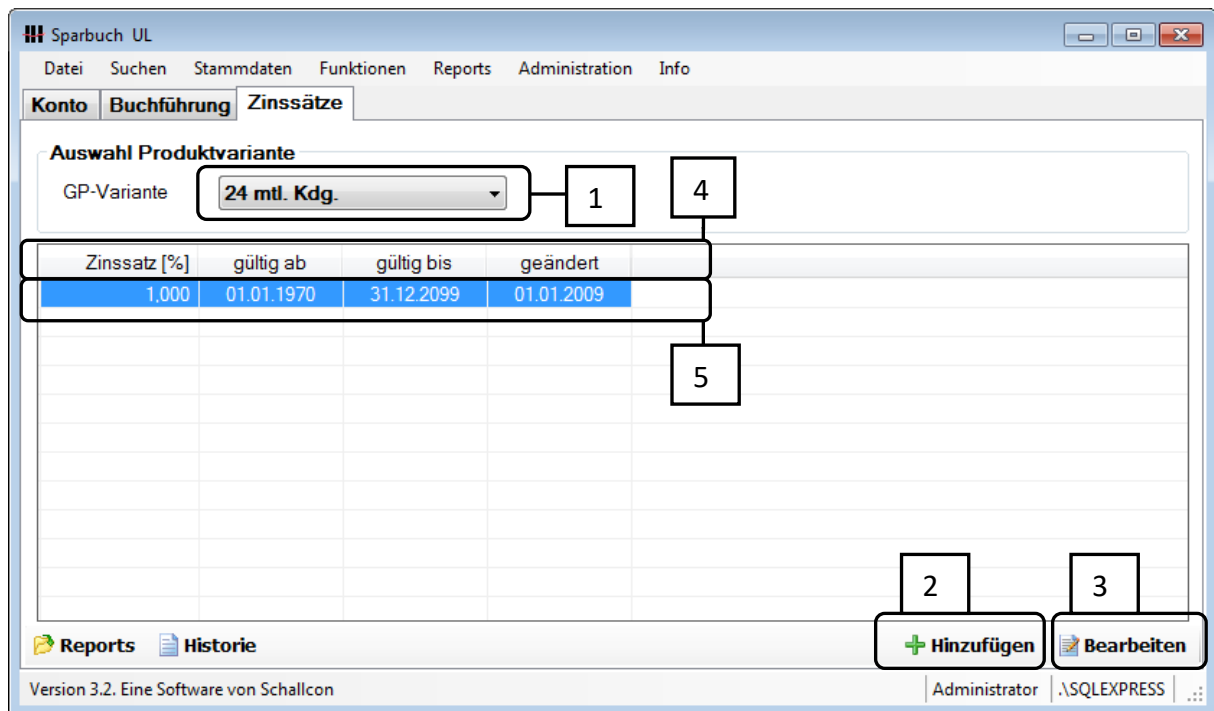 Sparbuch UL
Datei Suchen Stammdaten Funktionen Reports Administration Info
Konto Buchführung Zinssätze
Auswahl Produktvariante
GP-Variante 24 mtl. Kdg. 1 4
Zinssatz [%] gültig ab gültig bis geändert
1,000 01.01.1970 31.12.2099 01.01.2009
5
2 3
Reports Historie Hinzufügen Bearbeiten
Version 3.2. Eine Software von Schallcon Administrator .\SQLEXPRESS